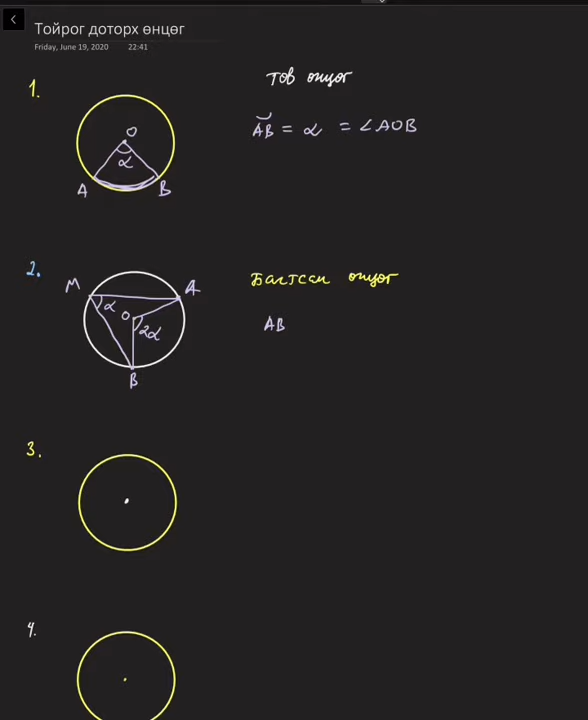 Тойрог доторх өнцөг
Friday, June 19, 2020 22:41
1.
Төв өнцөг
O
α
A
B
AB = α = ∠AOB
2.
Багтсан өнцөг
M
A
α
O
2α
B
AB
3.
4.